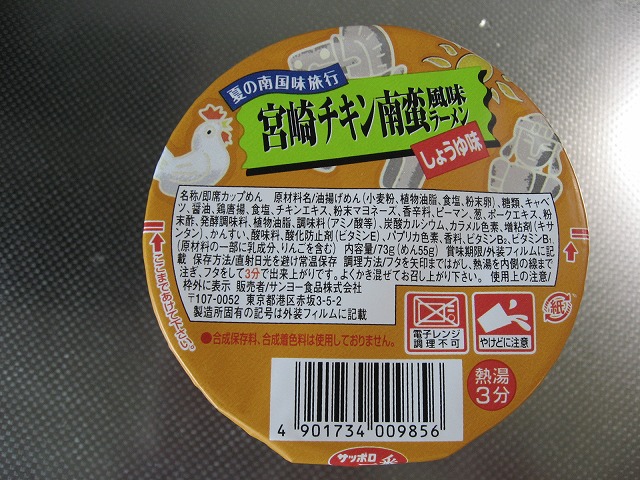 夏の南国味旅行
宮崎チキン南蛮風味ラーメン
しょうゆ味
名称/即席カップめん 原材料名/油揚げめん(小麦粉、植物油脂、食塩、粉末卵)、糖類、キャベ
ツ、醤油、鶏唐揚、食塩、チキンエキス、粉末マヨネーズ、香辛料、ピーマン、葱、ポークエキス、粉
末酢、発酵調味料、植物油脂、調味料(アミノ酸等)、炭酸カルシウム、カラメル色素、増粘剤(キサ
ンタン)、かんすい、酸味料、酸化防止剤(ビタミンE)、パプリカ色素、香料、ビタミンB₂、ビタミンB₁、
(原材料の一部に乳成分、りんごを含む) 内容量/73g(めん55g) 賞味期限/外装フィルムに記
載 保存方法/直射日光を避け常温保存 調理方法/フタを矢印まではがし、熱湯を内側の線まで
注ぎ、フタをして3分で出来上がりです。よくかき混ぜてお召し上がり下さい。 使用上の注意/
枠外に表示 販売者/サンヨー食品株式会社
〒107-0052 東京都港区赤坂3-5-2
製造所固有の記号は外装フィルムに記載
ここまであけて下さい。
●合成保存料、合成着色料は使用しておりません。
電子レンジ
調理不可
やけどに注意
紙
熱湯
3分
4 901734 009856
サッポロ
一番